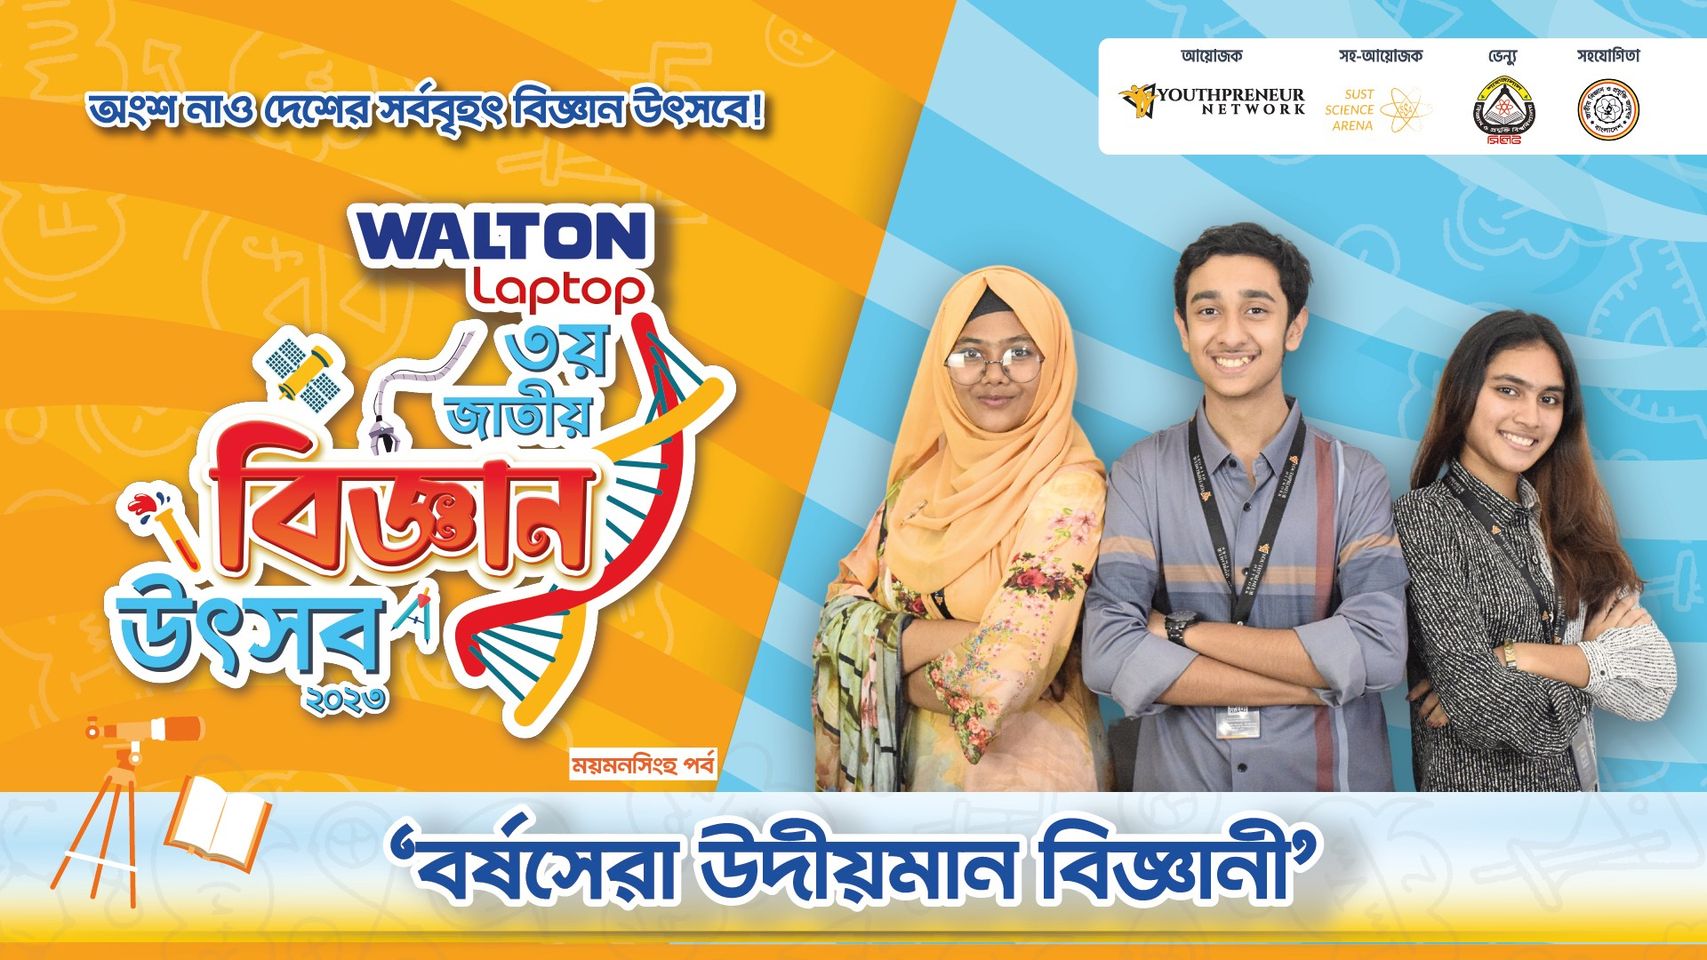 অংশ নাও দেশের সর্ববৃহৎ বিজ্ঞান উৎসবে!
আয়োজক
YOUTHPRENEUR
NETWORK
সহ-আয়োজক
SUST
SCIENCE
ARENA
ভেন্যু
সিলেট
সহযোগিতা
WALTON
Laptop
৩য়
জাতীয়
বিজ্ঞান
উৎসব
২০২৩
ময়মনসিংহ পর্ব
‘বর্ষসেরা উদীয়মান বিজ্ঞানী’